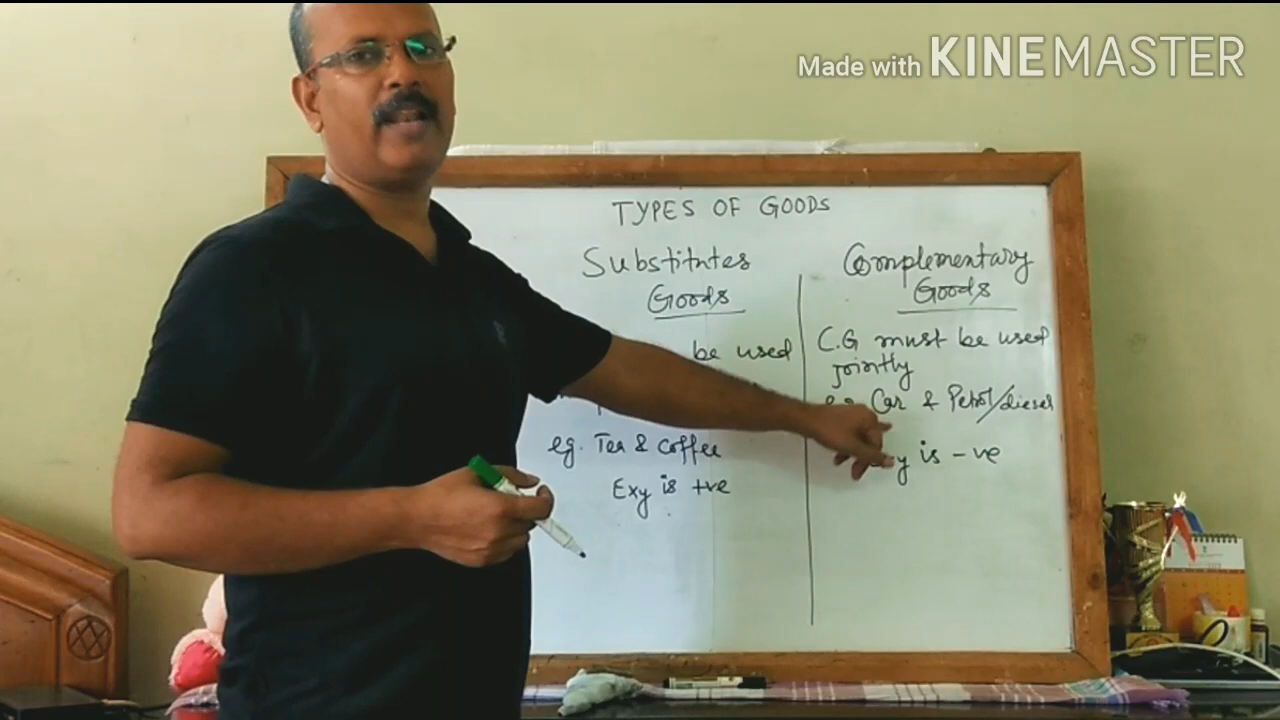 Made with KINEMASTER
TYPES OF GOODS
Substitutes
Goods
be used
eg. Tea & coffee
Exy is +ve
Complementary
Goods
C.G must be used
jointly
Car & Petrol/diesel
is -ve